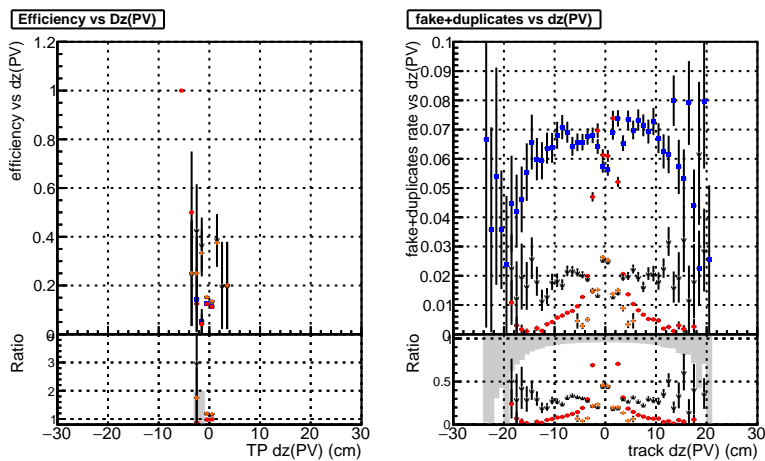 Efficiency vs Dz(PV)
efficiency vs dz(PV)
1.2
1
0.8
0.6
0.4
0.2
0
Ratio
4
3
2
1
−30 −20 −10 0 10 20 30
TP dz(PV) (cm)
fake+duplicates vs dz(PV)
fake+duplicates rate vs dz(PV)
0.1
0.09
0.08
0.07
0.06
0.05
0.04
0.03
0.02
0.01
0
Ratio
1
0.5
0
−30 −20 −10 0 10 20 30
track dz(PV) (cm)